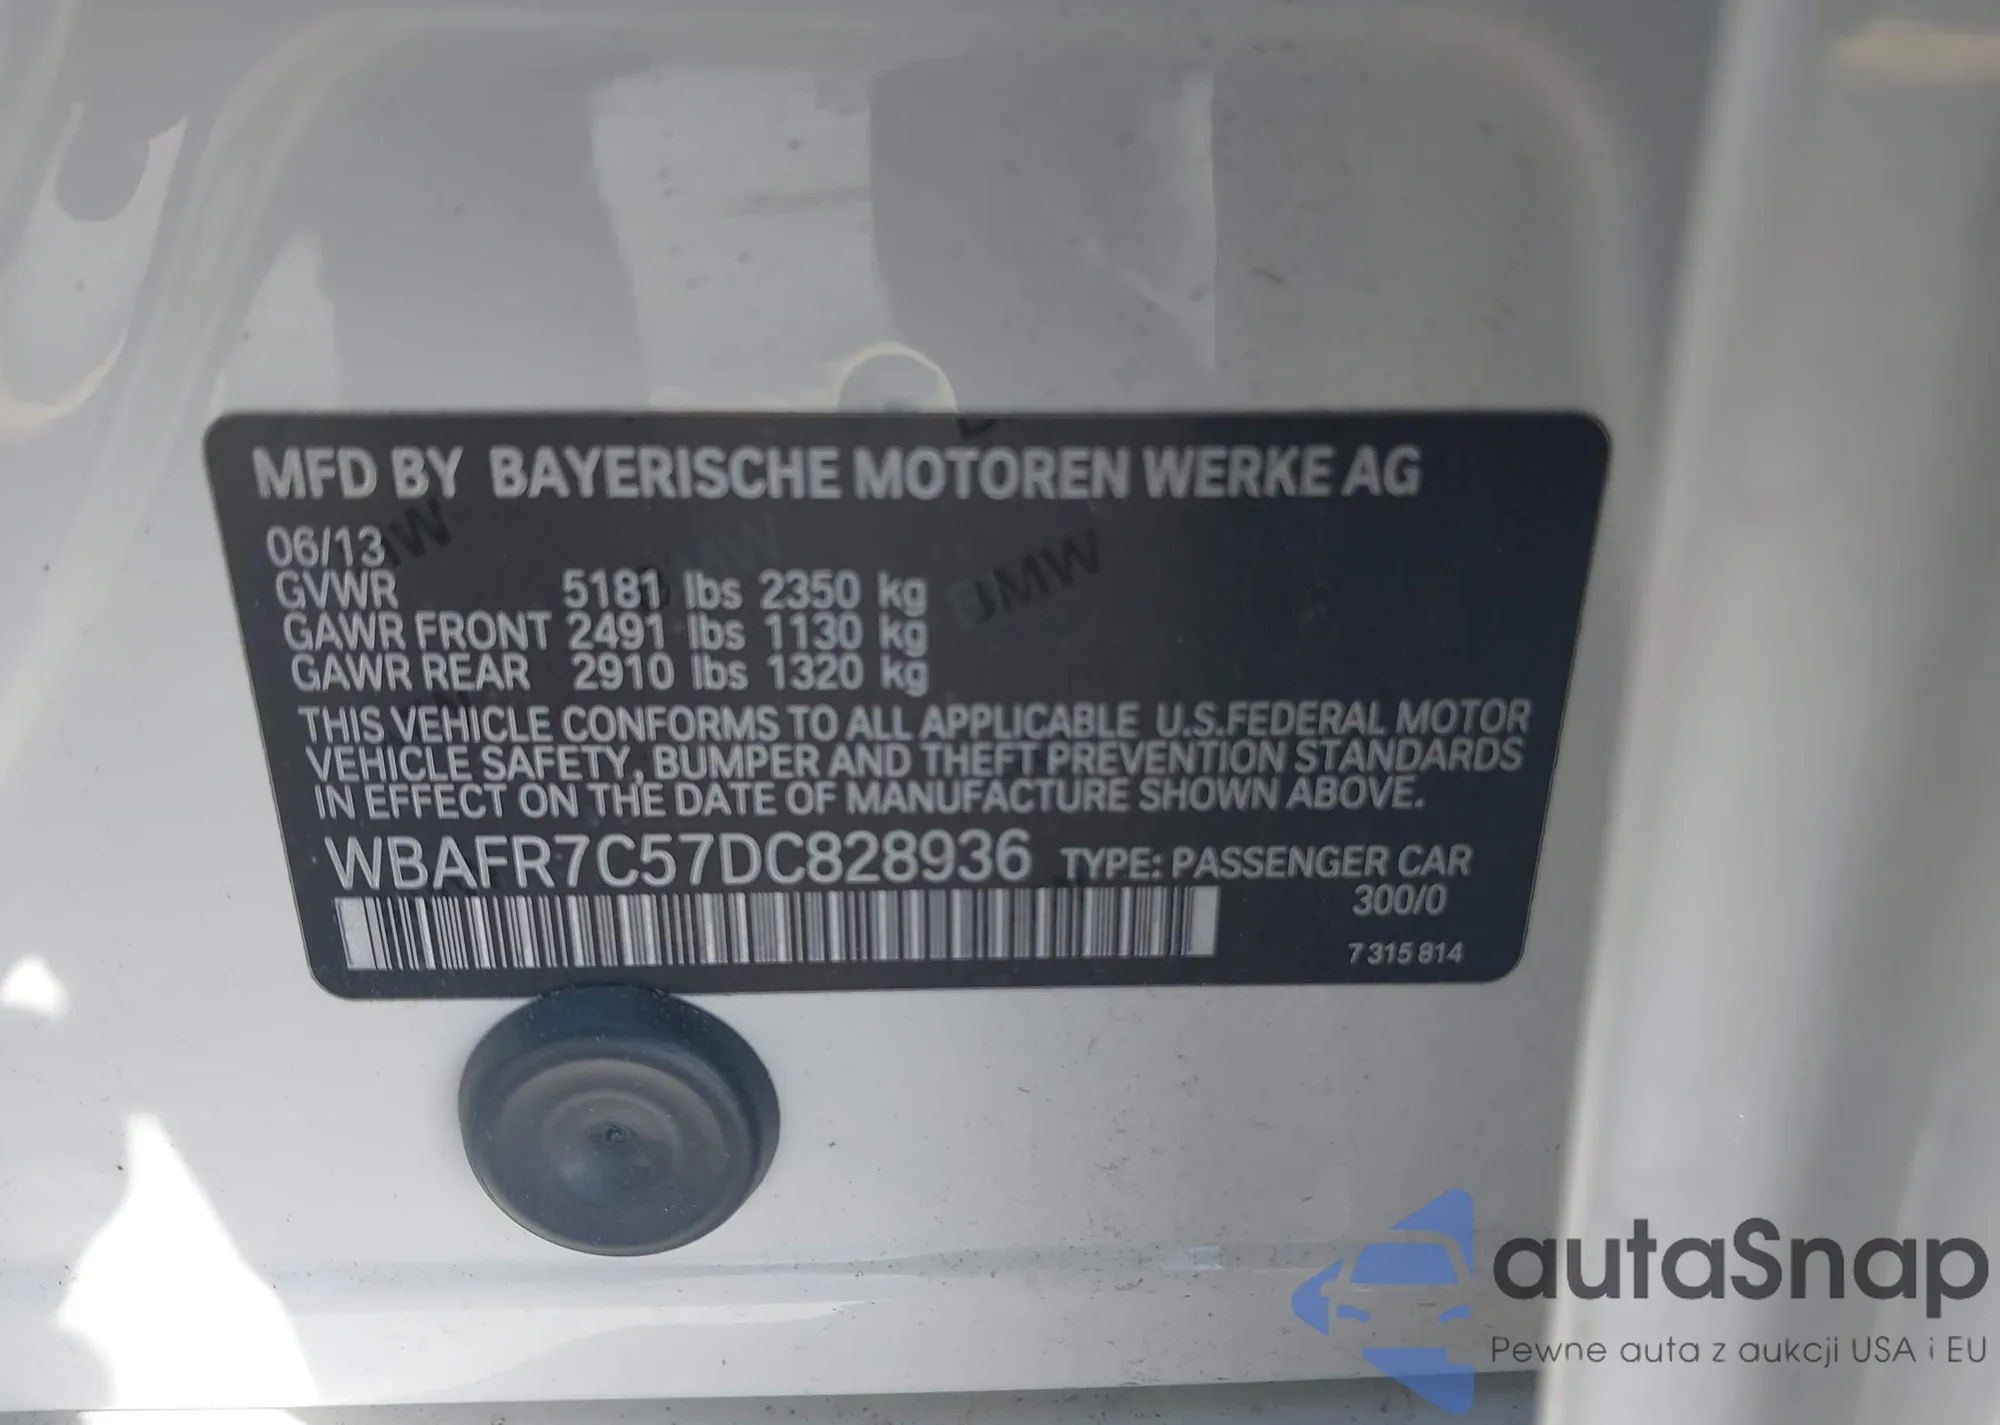 MFD BY BAYERISCHE MOTOREN WERKE AG
06/13
GVWR 5181 lbs 2350 kg
GAWR FRONT 2491 lbs 1130 kg
GAWR REAR 2910 lbs 1320 kg
THIS VEHICLE CONFORMS TO ALL APPLICABLE U.S.FEDERAL MOTOR
VEHICLE SAFETY, BUMPER AND THEFT PREVENTION STANDARDS
IN EFFECT ON THE DATE OF MANUFACTURE SHOWN ABOVE.
WBAFR7C57DC828936 TYPE: PASSENGER CAR
300/0
7 315 814
autaSnap
Pewne auta z aukcji USA i EU